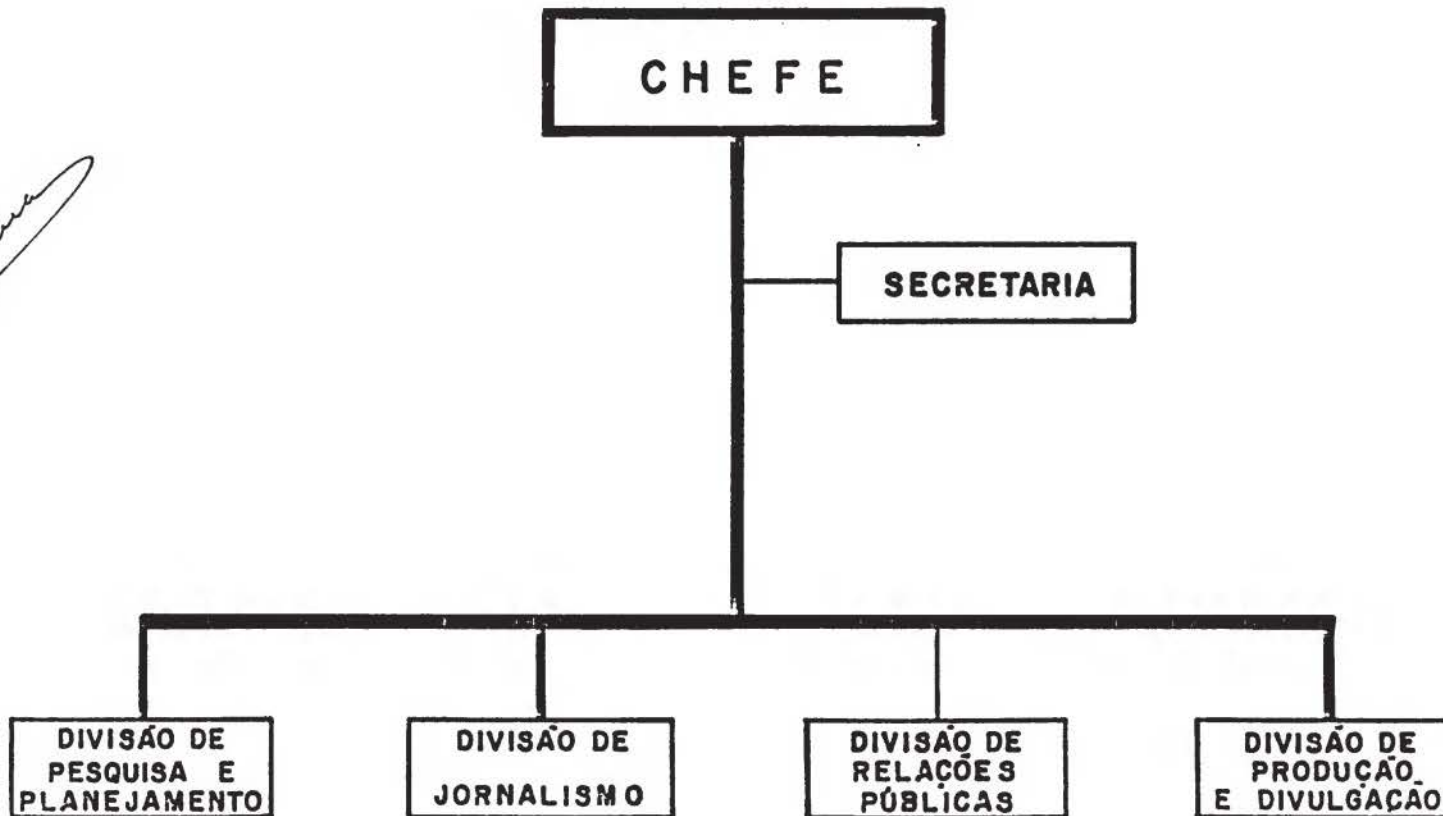 CHEFE
SECRETARIA
DIVISÃO DE
PESQUISA E
PLANEJAMENTO
DIVISÃO DE
JORNALISMO
DIVISÃO DE
RELAÇÕES
PÚBLICAS
DIVISÃO DE
PRODUÇÃO
E DIVULGAÇÃO